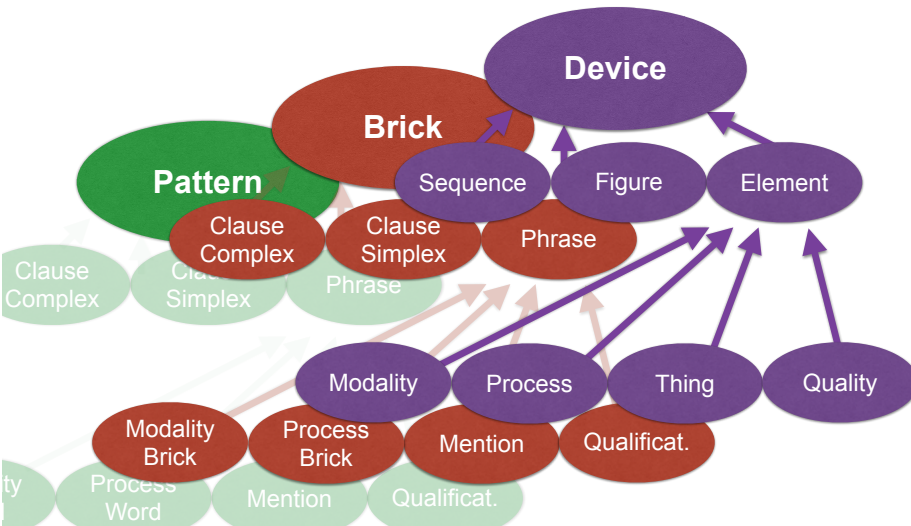 Device
Brick
Pattern
Sequence
Figure
Element
Clause
Complex
Clause
Simplex
Phrase
Clause
Complex
Simplex
Phrase
Modality
Process
Thing
Quality
Modality
Brick
Process
Brick
Mention
Qualificat.
Process
Word
Mention
Qualificat.